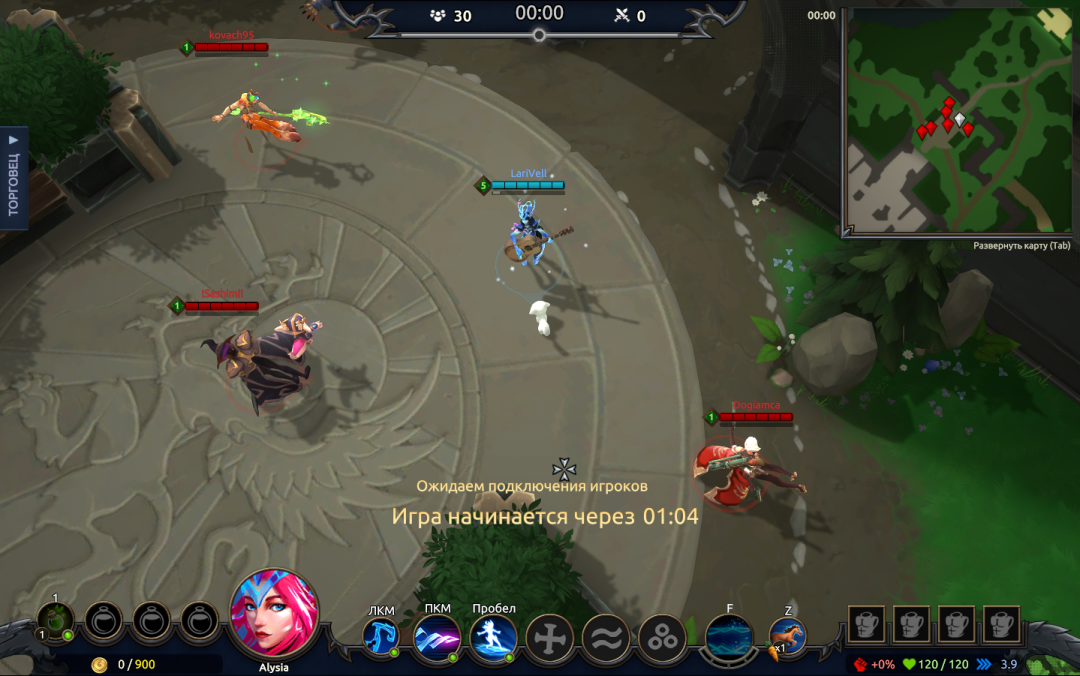 30
00:00
0
00:00
1
kovach95
ТОРГОВЕЦ
5
LariVell
Развернуть карту (Tab)
1
1
Doglamca
Ожидаем подключения игроков
Игра начинается через 01:04
1
1
ЛКМ
ПКМ
Пробел
F
Z
x1
0 / 900
Alysia
+0%
120 / 120
3.9